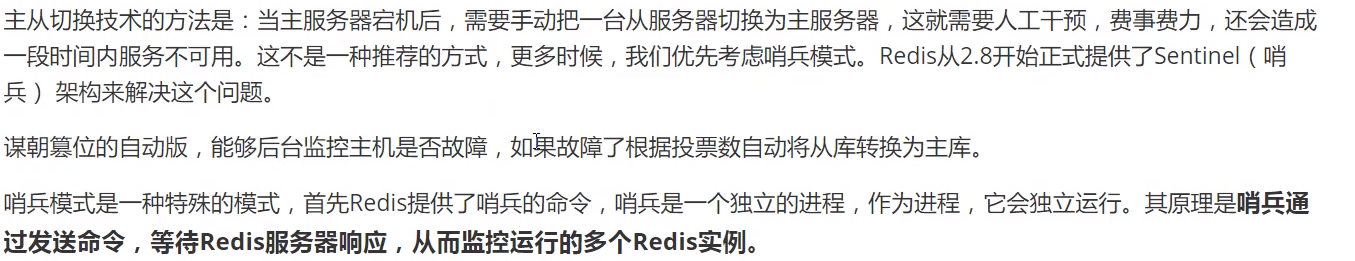 主从切换技术的方法是：当主服务器宕机后，需要手动把一台从服务器切换为主服务器，这就需要人工干预，费事费力，还会造成
一段时间内服务不可用。这不是一种推荐的方式，更多时候，我们优先考虑哨兵模式。Redis从2.8开始正式提供了Sentinel（哨
兵） 架构来解决这个问题。
谋朝篡位的自动版，能够后台监控主机是否故障，如果故障了根据投票数自动将从库转换为主库。
哨兵模式是一种特殊的模式，首先Redis提供了哨兵的命令，哨兵是一个独立的进程，作为进程，它会独立运行。其原理是哨兵通
过发送命令，等待Redis服务器响应，从而监控运行的多个Redis实例。